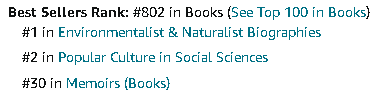 Best Sellers Rank: #802 in Books (See Top 100 in Books)
#1 in Environmentalist & Naturalist Biographies
#2 in Popular Culture in Social Sciences
#30 in Memoirs (Books)